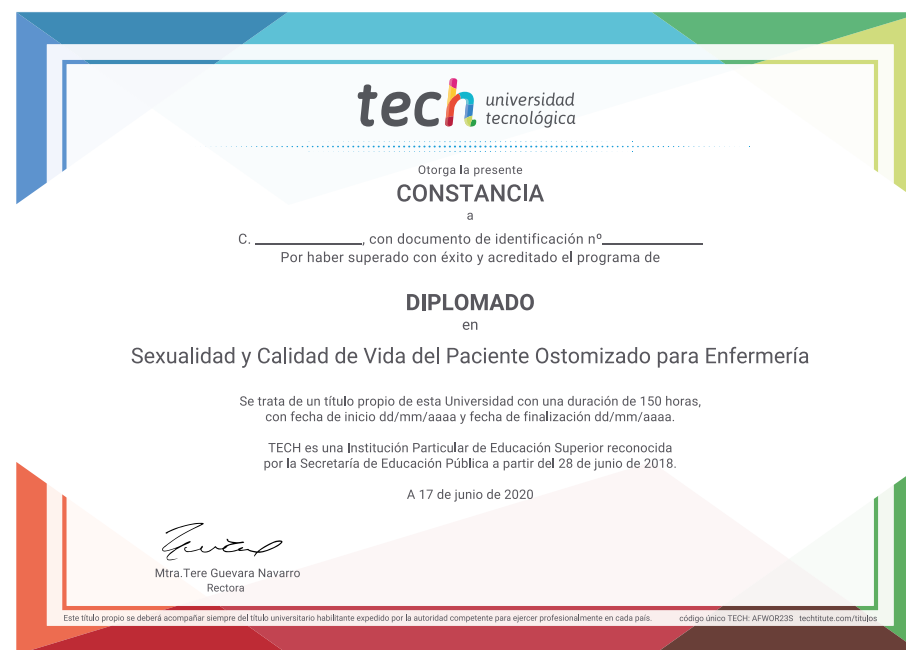 tech universidad
tecnológica
Otorga la presente
CONSTANCIA
a
C. ____________, con documento de identificación nº____________
Por haber superado con éxito y acreditado el programa de
DIPLOMADO
en
Sexualidad y Calidad de Vida del Paciente Ostomizado para Enfermería
Se trata de un título propio de esta Universidad con una duración de 150 horas,
con fecha de inicio dd/mm/aaaa y fecha de finalización dd/mm/aaaa.
TECH es una Institución Particular de Educación Superior reconocida
por la Secretaría de Educación Pública a partir del 28 de junio de 2018.
A 17 de junio de 2020
Mtra.Tere Guevara Navarro
Rectora
Este título propio se deberá acompañar siempre del título universitario habilitante expedido por la autoridad competente para ejercer profesionalmente en cada país. código único TECH: AFWOR23S techtitute.com/titulos